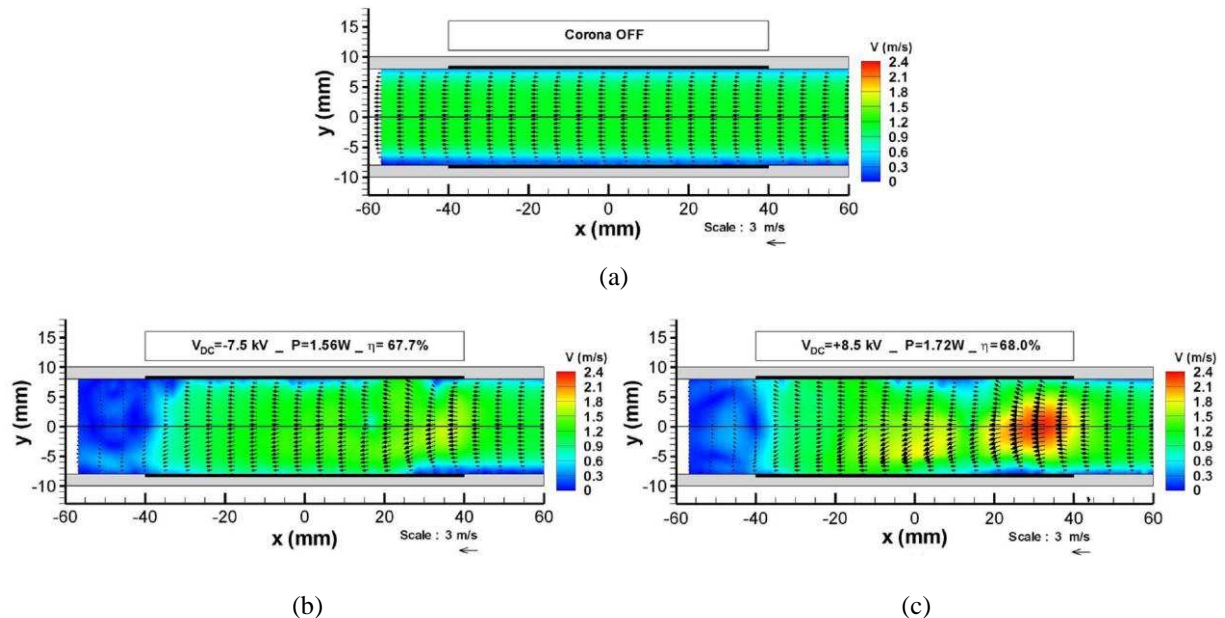 Corona OFF
V (m/s)
2.4
2.1
1.8
1.5
1.2
0.9
0.6
0.3
0
15
10
5
0
-5
-10
y (mm)
-60 -40 -20 0 20 40 60
x (mm)
Scale : 3 m/s
(a)
V_DC=-7.5 kV _ P=1.56W _ η= 67.7%
V (m/s)
2.4
2.1
1.8
1.5
1.2
0.9
0.6
0.3
0
15
10
5
0
-5
-10
y (mm)
-60 -40 -20 0 20 40 60
x (mm)
Scale : 3 m/s
(b)
V_DC=+8.5 kV _ P=1.72W _ η=68.0%
V (m/s)
2.4
2.1
1.8
1.5
1.2
0.9
0.6
0.3
0
15
10
5
0
-5
-10
y (mm)
-60 -40 -20 0 20 40 60
x (mm)
Scale : 3 m/s
(c)